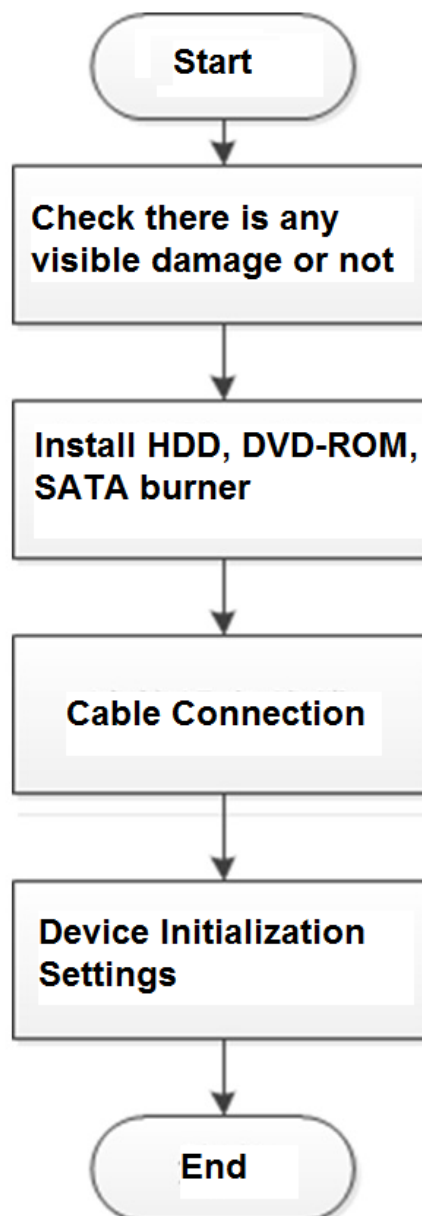 Start
Check there is any
visible damage or not
Install HDD, DVD-ROM,
SATA burner
Cable Connection
Device Initialization
Settings
End